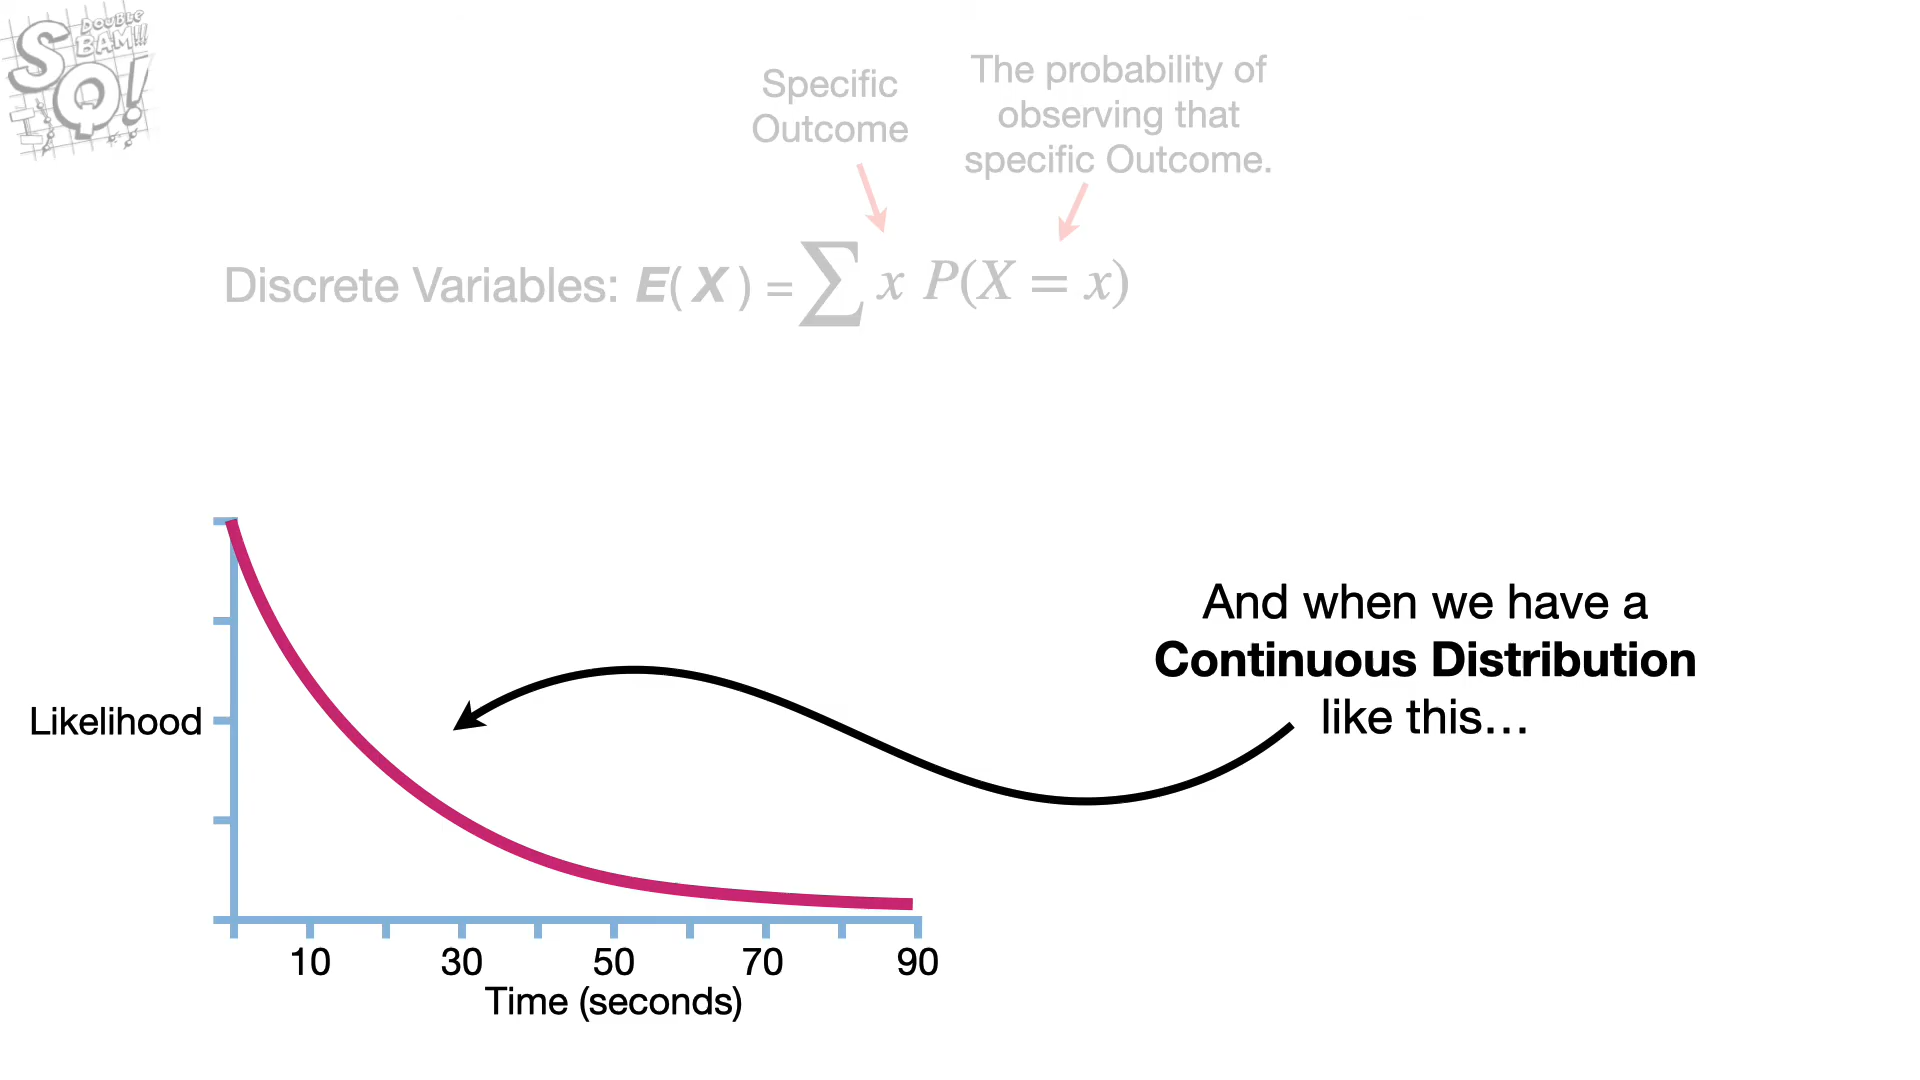 DOUBLE
BAM!!!
SQ!
Specific
Outcome
The probability of
observing that
specific Outcome.
Discrete Variables: E( X ) = ∑ x P(X = x)
And when we have a
Continuous Distribution
like this…
Likelihood
10 30 50 70 90
Time (seconds)